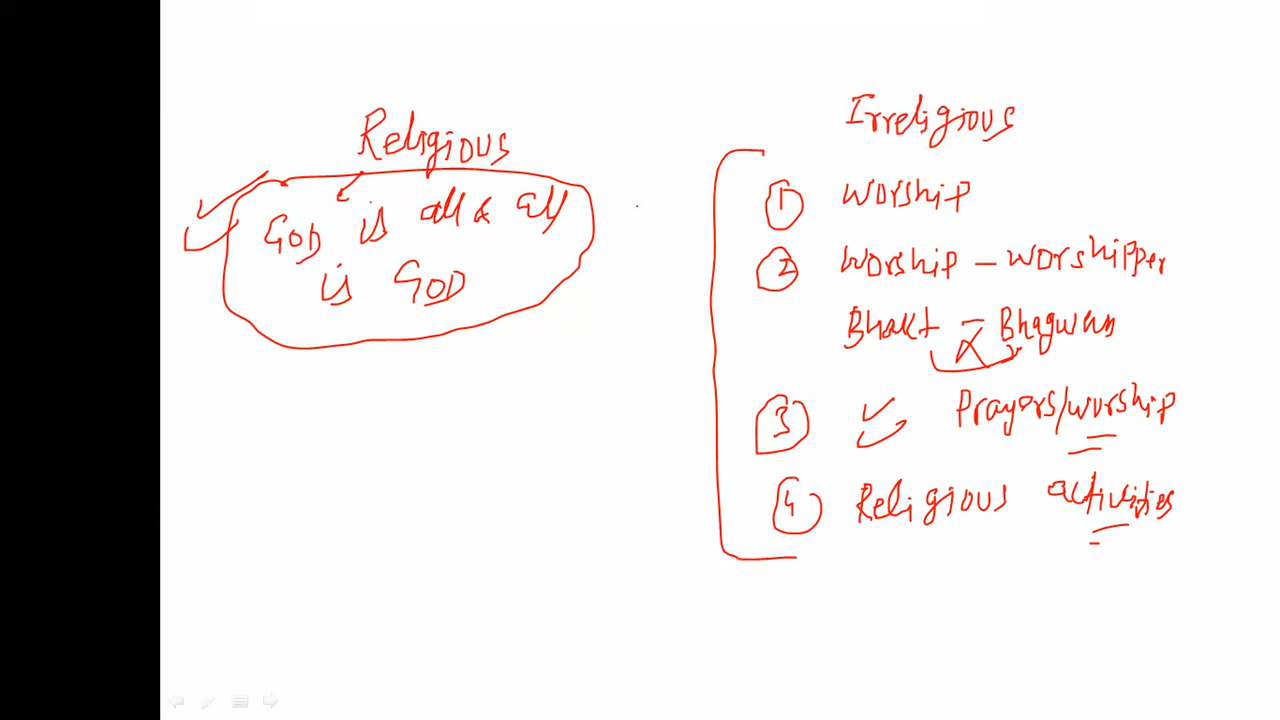 Religious
GOD is all & all
is GOD
Irreligious
1 Worship
2 Worship – Worshipper
Bhakt – Bhagwan
3 Prayers/worship
4 Religious activities